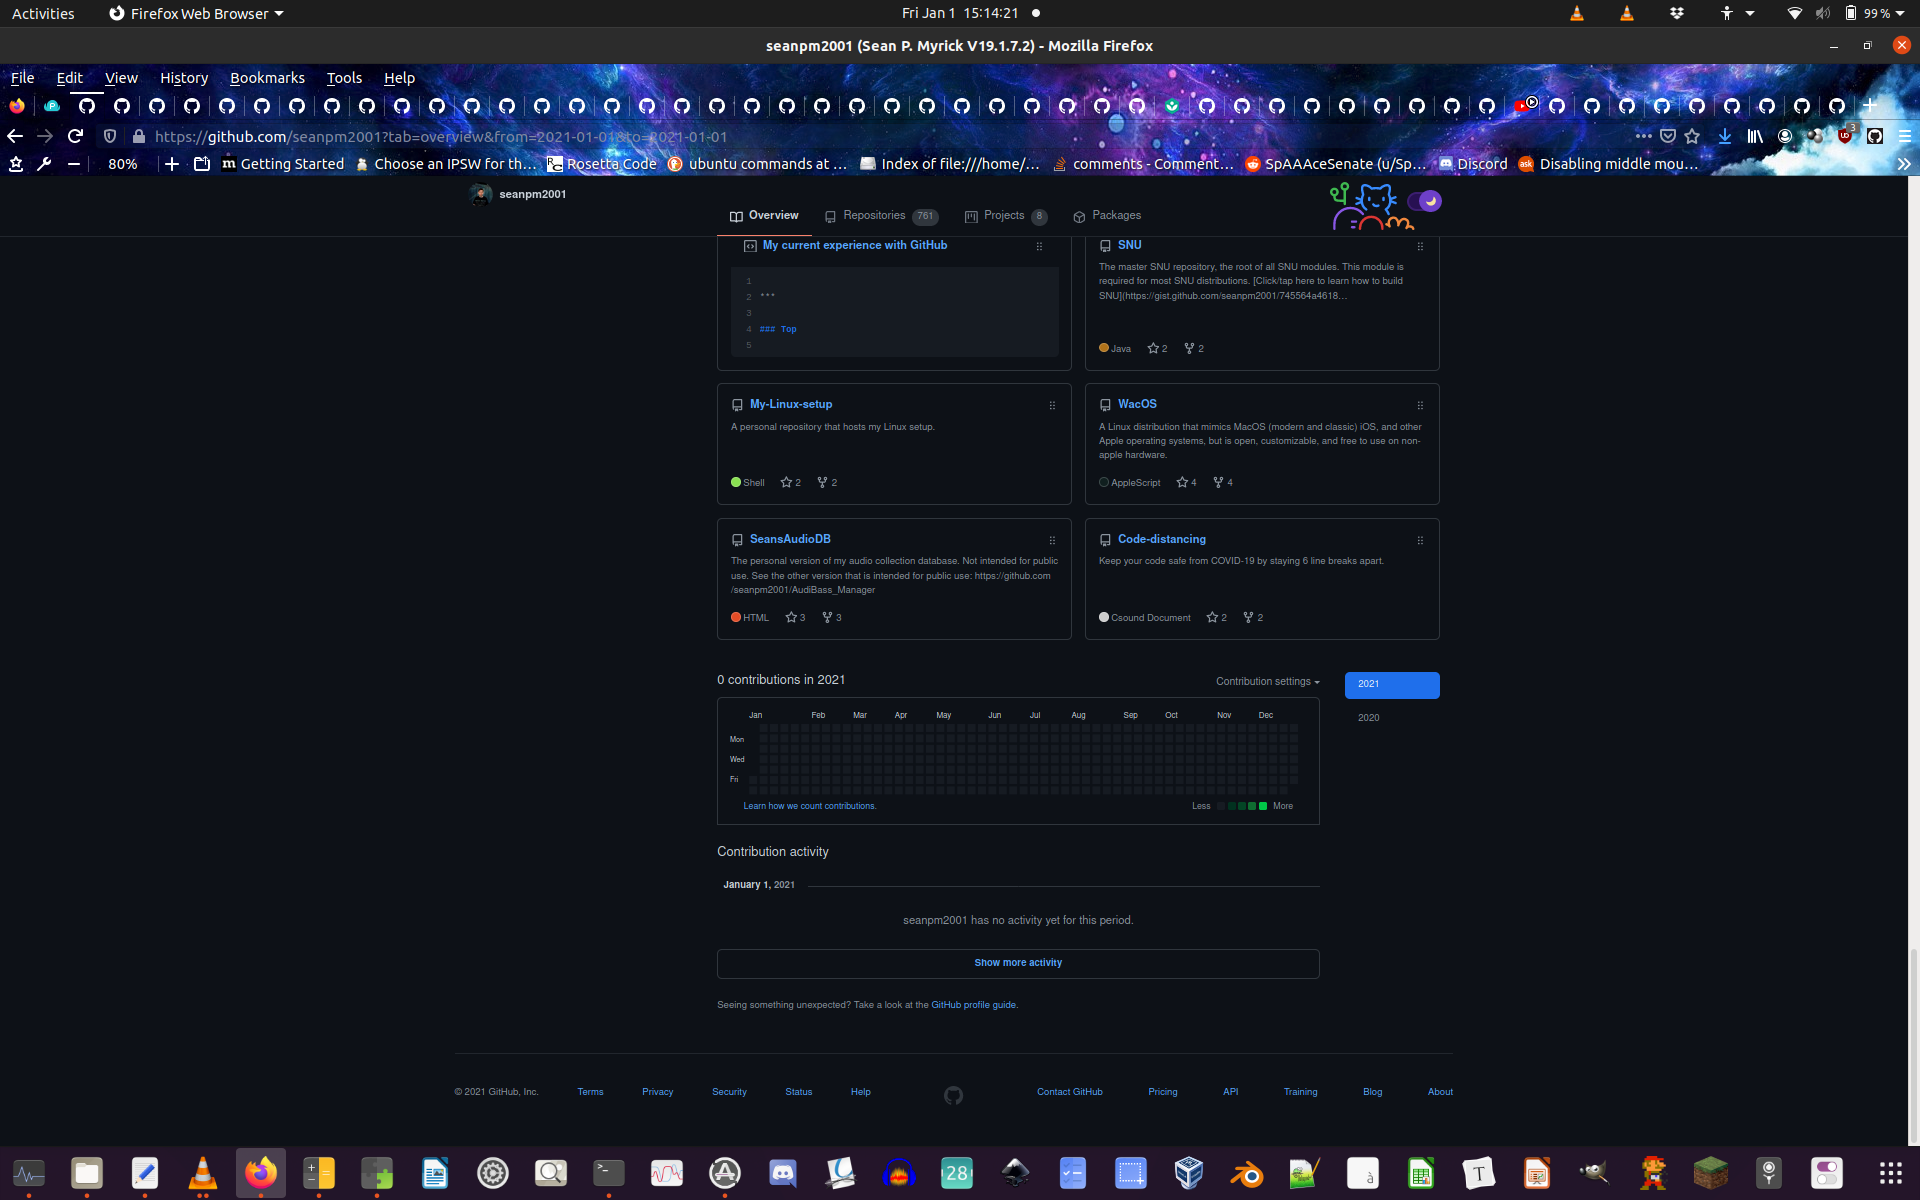 Activities
Firefox Web Browser
Fri Jan 1 15:14:21
99 %
seanpm2001 (Sean P. Myrick V19.1.7.2) - Mozilla Firefox
File Edit View History Bookmarks Tools Help
https://github.com/seanpm2001?tab=overview&from=2021-01-01&to=2021-01-01
3
80%
Getting Started
Choose an IPSW for th…
Rosetta Code
ubuntu commands at …
Index of file:///home/…
comments - Comment…
SpAAAceSenate (u/Sp…
Discord
Disabling middle mou…
seanpm2001
Overview
Repositories 761
Projects 8
Packages
My current experience with GitHub
1
2 ***
3
4 ### Top
5
SNU
The master SNU repository, the root of all SNU modules. This module is
required for most SNU distributions. [Click/tap here to learn how to build
SNU](https://gist.github.com/seanpm2001/745564a4618…
Java 2 2
My-Linux-setup
A personal repository that hosts my Linux setup.
Shell 2 2
WacOS
A Linux distribution that mimics MacOS (modern and classic) iOS, and other
Apple operating systems, but is open, customizable, and free to use on non-
apple hardware.
AppleScript 4 4
SeansAudioDB
The personal version of my audio collection database. Not intended for public
use. See the other version that is intended for public use: https://github.com
/seanpm2001/AudiBass_Manager
HTML 3 3
Code-distancing
Keep your code safe from COVID-19 by staying 6 line breaks apart.
Csound Document 2 2
0 contributions in 2021
Contribution settings
2021
2020
Jan Feb Mar Apr May Jun Jul Aug Sep Oct Nov Dec
Mon
Wed
Fri
Learn how we count contributions.
Less More
Contribution activity
January 1, 2021
seanpm2001 has no activity yet for this period.
Show more activity
Seeing something unexpected? Take a look at the GitHub profile guide.
© 2021 GitHub, Inc. Terms Privacy Security Status Help Contact GitHub Pricing API Training Blog About
28